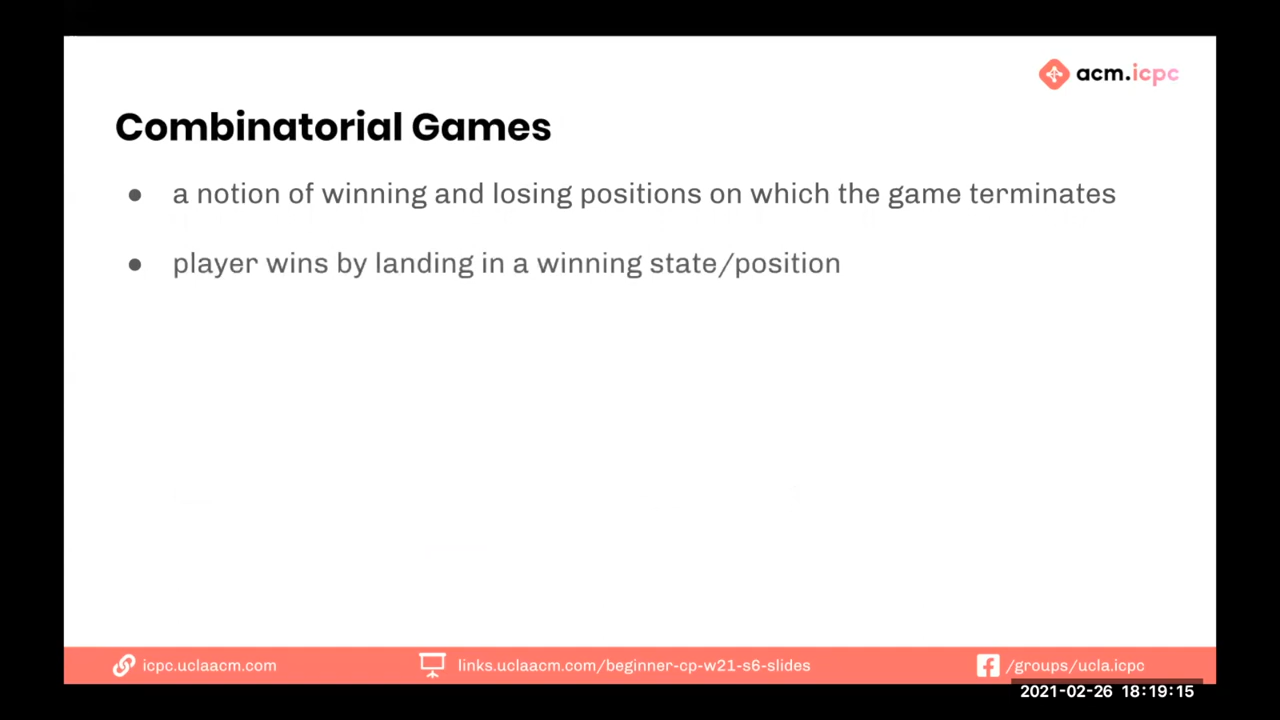 acm.icpc
Combinatorial Games
● a notion of winning and losing positions on which the game terminates
● player wins by landing in a winning state/position
icpc.uclaacm.com
links.uclaacm.com/beginner-cp-w21-s6-slides
/groups/ucla.icpc
2021-02-26 18:19:15